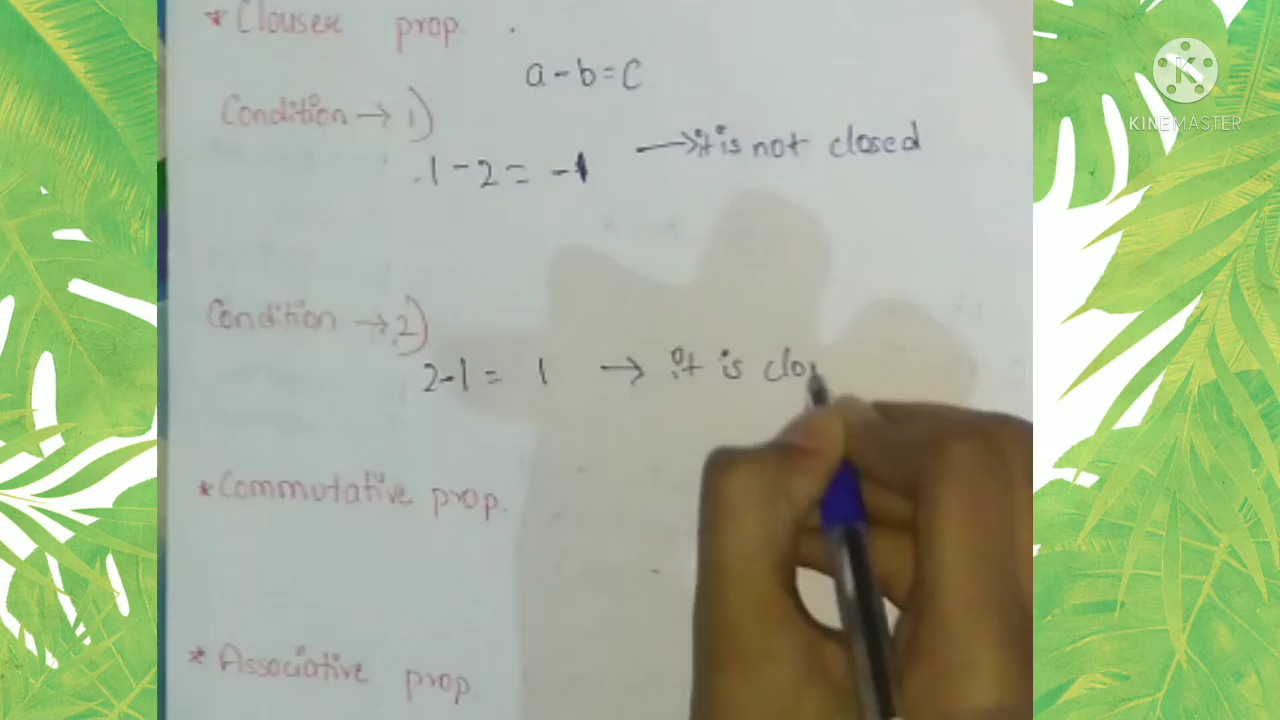 * Clouser prop.
a-b=c
Condition → 1)
1-2= -1 → it is not closed
Condition → 2)
2-1 = 1 → it is clo
* Commutative prop.
* Associative prop.
K
KINEMASTER